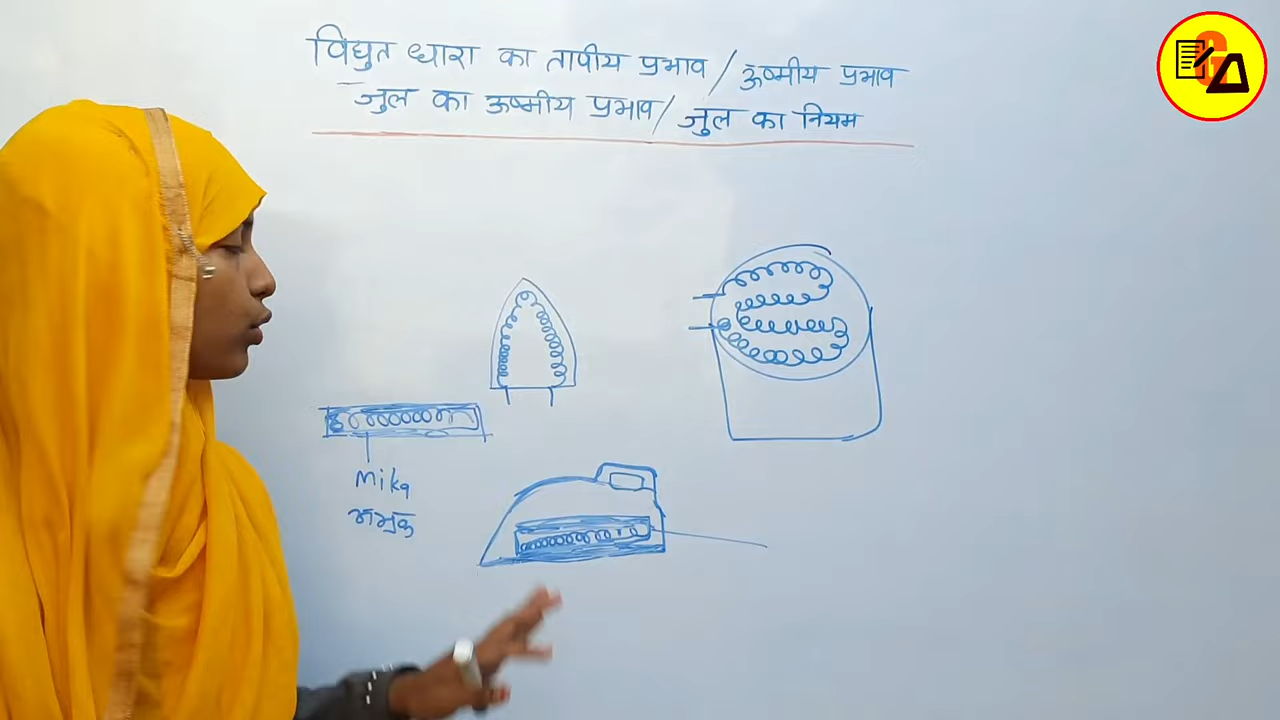 विद्युत धारा का तापीय प्रभाव / ऊष्मीय प्रभाव
जुल का ऊष्मीय प्रभाव/ जुल का नियम
Mika
अभ्रक